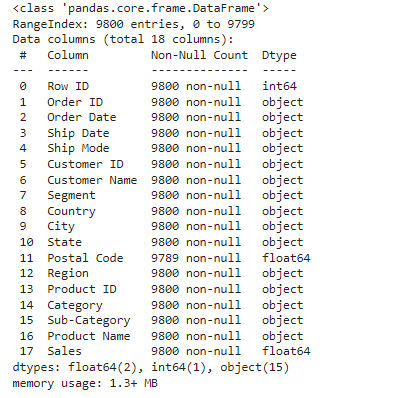 <class 'pandas.core.frame.DataFrame'>
RangeIndex: 9800 entries, 0 to 9799
Data columns (total 18 columns):
 #   Column         Non-Null Count  Dtype
---  ------         --------------  -----
 0   Row ID         9800 non-null   int64
 1   Order ID       9800 non-null   object
 2   Order Date     9800 non-null   object
 3   Ship Date      9800 non-null   object
 4   Ship Mode      9800 non-null   object
 5   Customer ID    9800 non-null   object
 6   Customer Name  9800 non-null   object
 7   Segment        9800 non-null   object
 8   Country        9800 non-null   object
 9   City           9800 non-null   object
 10  State          9800 non-null   object
 11  Postal Code    9789 non-null   float64
 12  Region         9800 non-null   object
 13  Product ID     9800 non-null   object
 14  Category       9800 non-null   object
 15  Sub-Category   9800 non-null   object
 16  Product Name   9800 non-null   object
 17  Sales          9800 non-null   float64
dtypes: float64(2), int64(1), object(15)
memory usage: 1.3+ MB